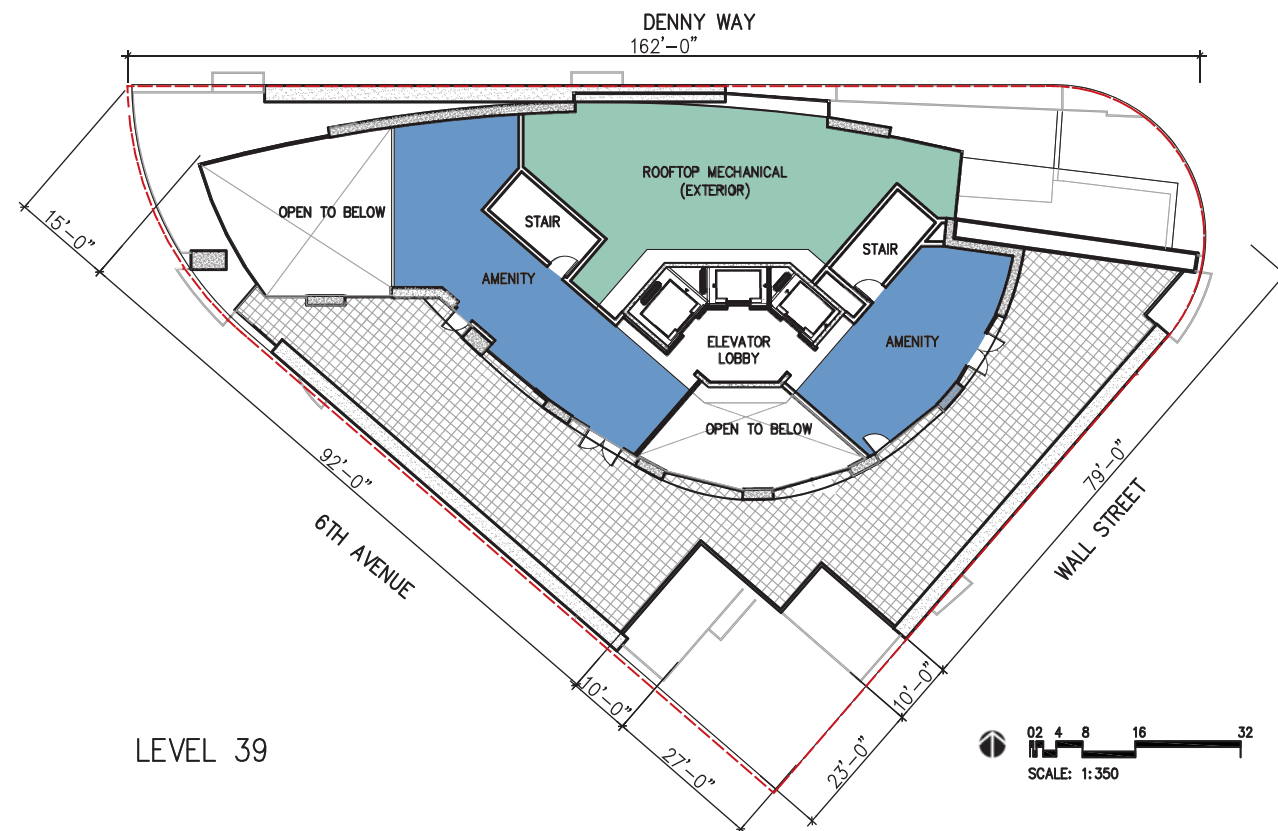 DENNY WAY
162'-0"
ROOFTOP MECHANICAL
(EXTERIOR)
OPEN TO BELOW
STAIR
STAIR
15'-0"
AMENITY
ELEVATOR
LOBBY
AMENITY
OPEN TO BELOW
92'-0"
79'-0"
6TH AVENUE
WALL STREET
10'-0"
10'-0"
27'-0"
23'-0"
LEVEL 39
0 2 4 8 16 32
SCALE: 1:350